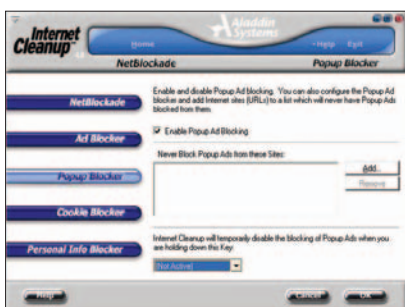 Internet
Cleanup
Aladdin
Systems
Home
Help Exit
NetBlockade
Popup Blocker
NetBlockade
Ad Blocker
Popup Blocker
Cookie Blocker
Personal Info Blocker
Enable and disable Popup Ad blocking. You can also configure the Popup Ad
blocker and add Internet sites (URLs) to a list which will never have Popup Ads
blocked from them.
Enable Popup Ad Blocking
Never Block Popup Ads from these Sites:
Add...
Remove
Internet Cleanup will temporarily disable the blocking of Popup Ads when you
are holding down this Key:
[Not Active]
Help
Cancel
OK